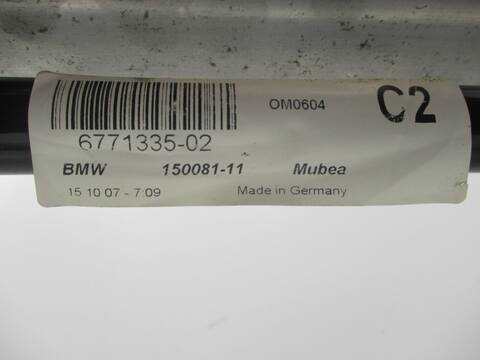 OM0604 C2
6771335-02
BMW 150081-11 Mubea
15 10 07 - 7:09 Made in Germany